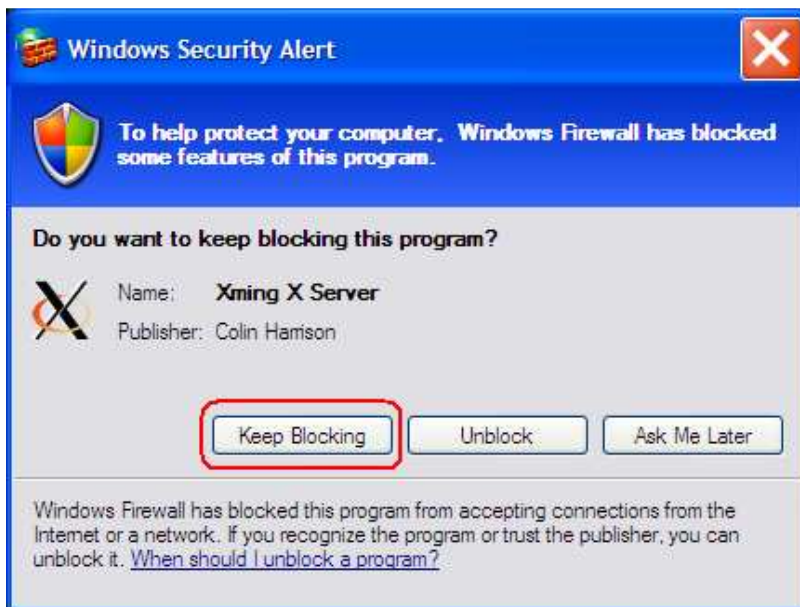 Windows Security Alert
To help protect your computer, Windows Firewall has blocked
some features of this program.
Do you want to keep blocking this program?
Name: Xming X Server
Publisher: Colin Harrison
Keep Blocking Unblock Ask Me Later
Windows Firewall has blocked this program from accepting connections from the
Internet or a network. If you recognize the program or trust the publisher, you can
unblock it. When should I unblock a program?